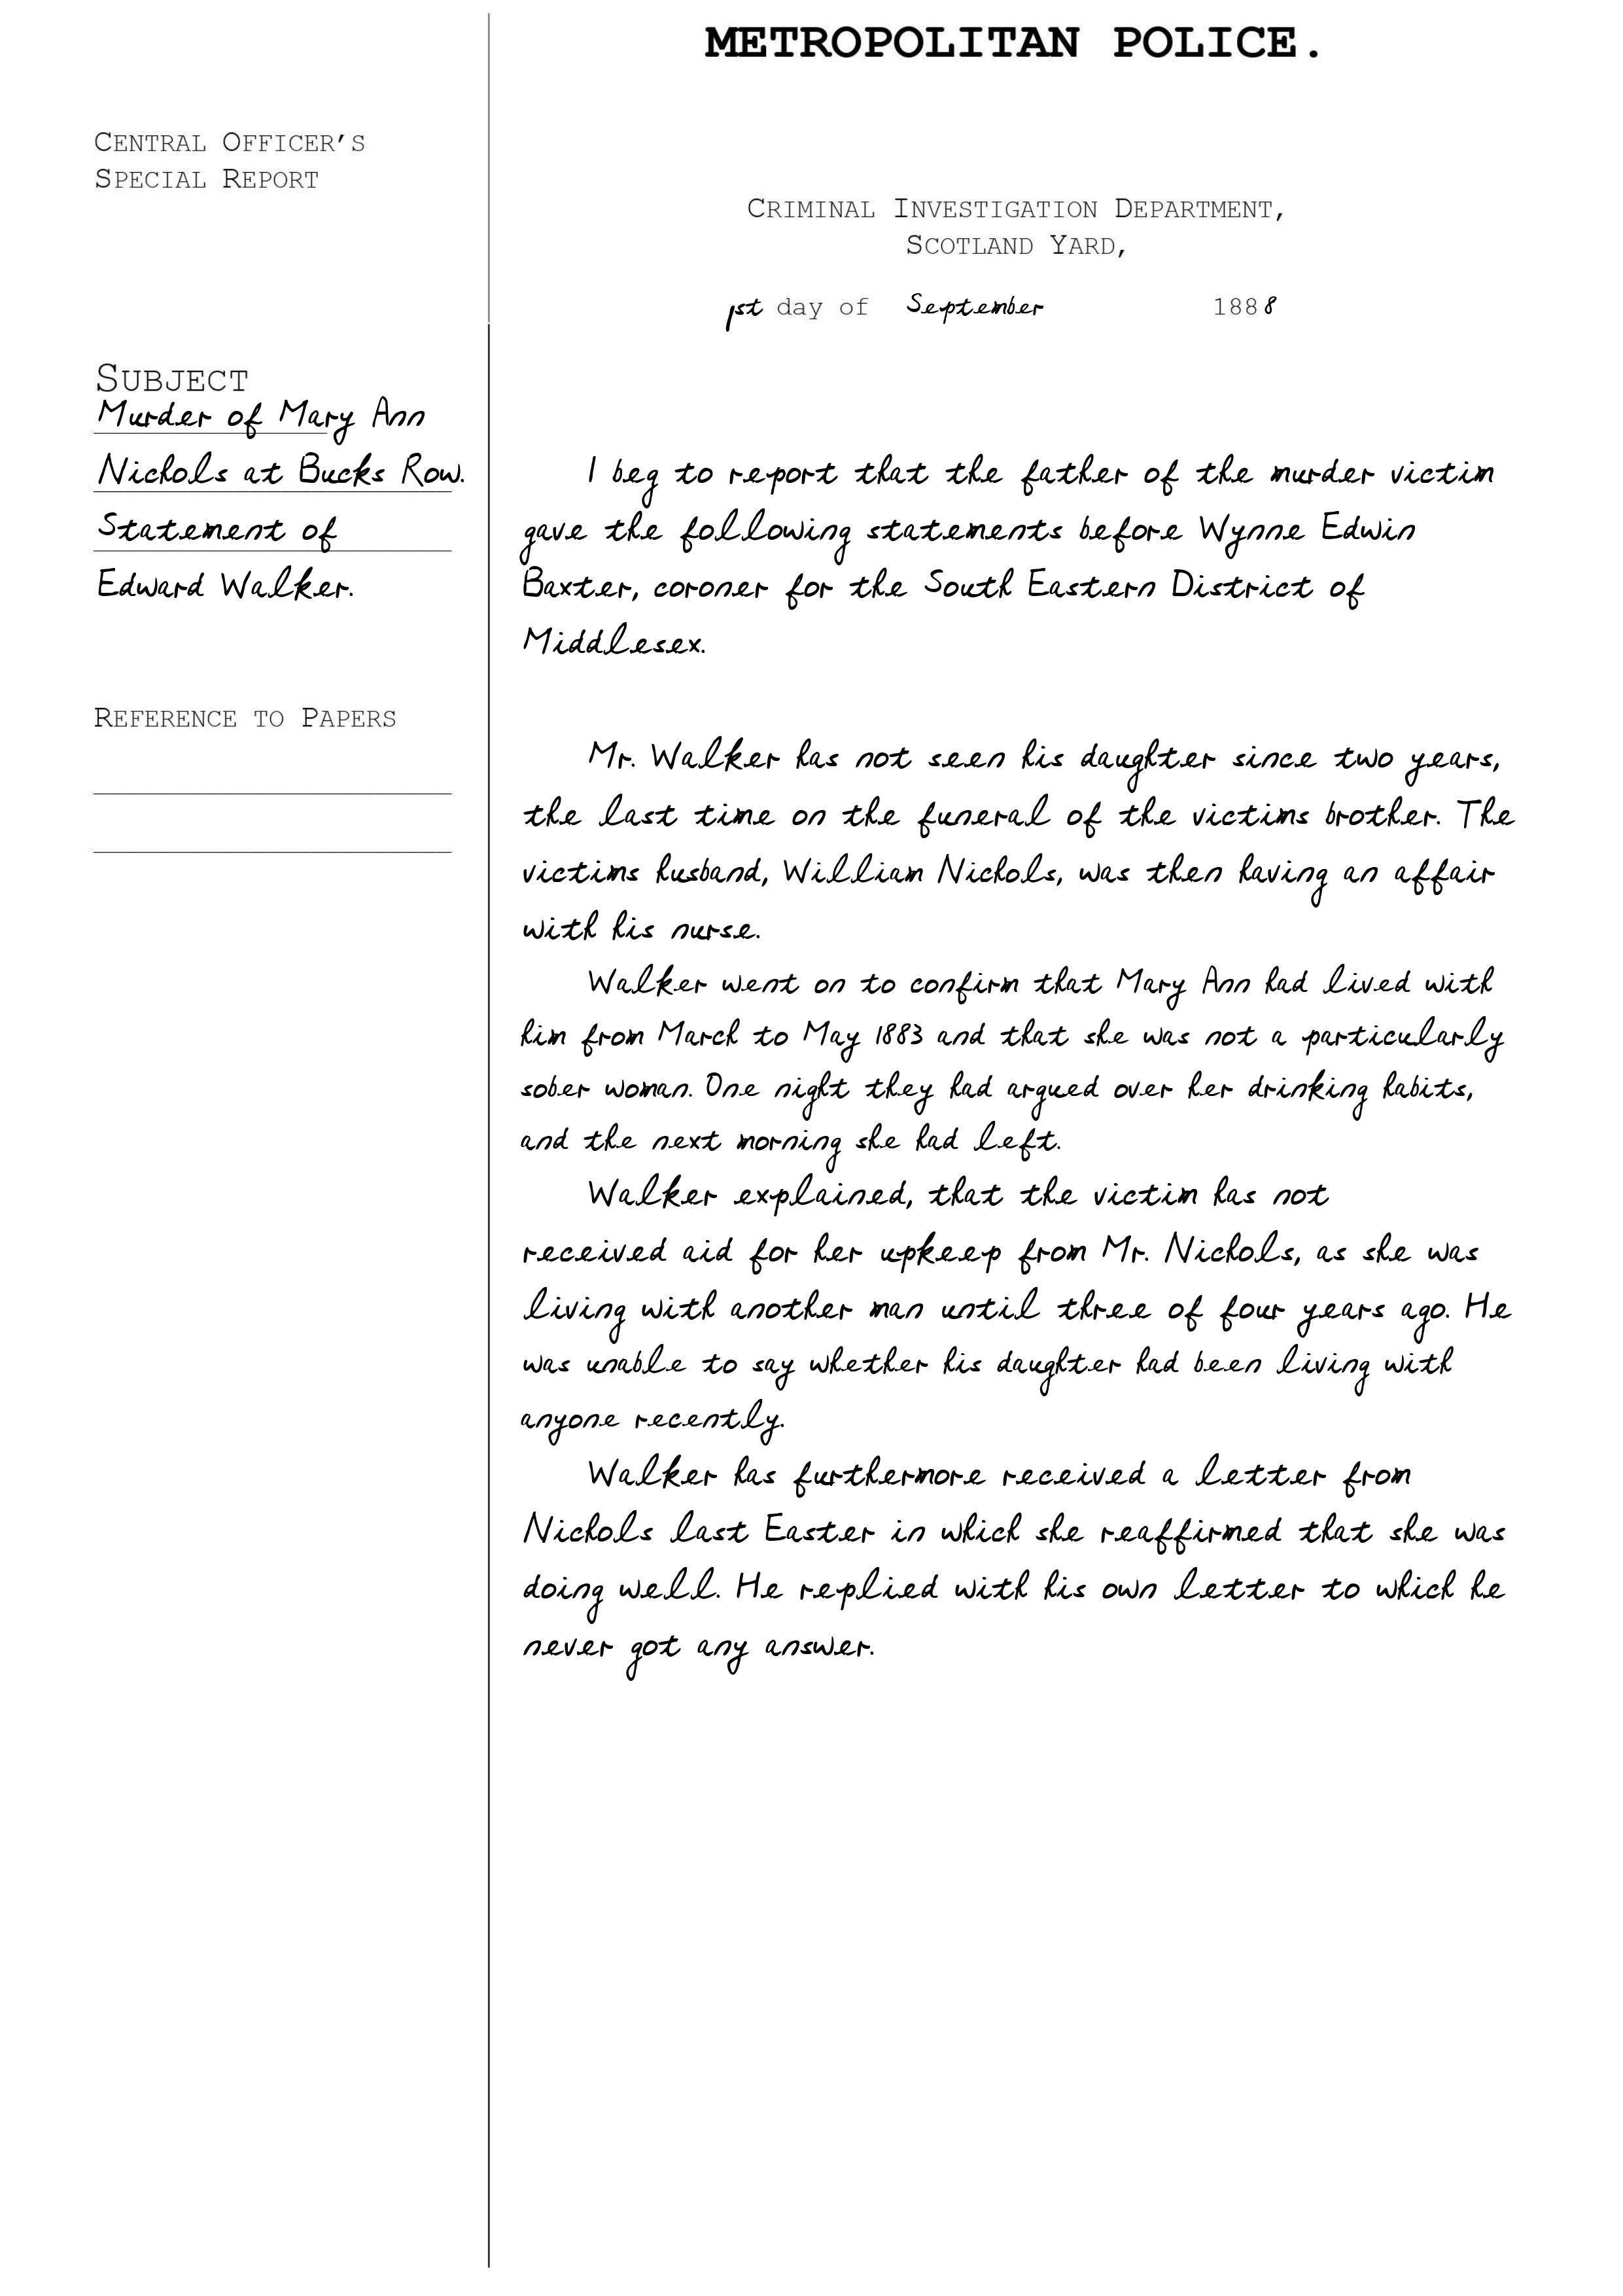 METROPOLITAN POLICE.
CENTRAL OFFICER'S
SPECIAL REPORT
CRIMINAL INVESTIGATION DEPARTMENT,
SCOTLAND YARD,
1st day of September 1888
SUBJECT
Murder of Mary Ann
Nichols at Bucks Row.
Statement of
Edward Walker.
REFERENCE TO PAPERS
I beg to report that the father of the murder victim
gave the following statements before Wynne Edwin
Baxter, coroner for the South Eastern District of
Middlesex.
Mr. Walker has not seen his daughter since two years,
the last time on the funeral of the victims brother. The
victims husband, William Nichols, was then having an affair
with his nurse.
Walker went on to confirm that Mary Ann had lived with
him from March to May 1883 and that she was not a particularly
sober woman. One night they had argued over her drinking habits,
and the next morning she had left.
Walker explained, that the victim has not
received aid for her upkeep from Mr. Nichols, as she was
living with another man until three of four years ago. He
was unable to say whether his daughter had been living with
anyone recently.
Walker has furthermore received a letter from
Nichols last Easter in which she reaffirmed that she was
doing well. He replied with his own letter to which he
never got any answer.